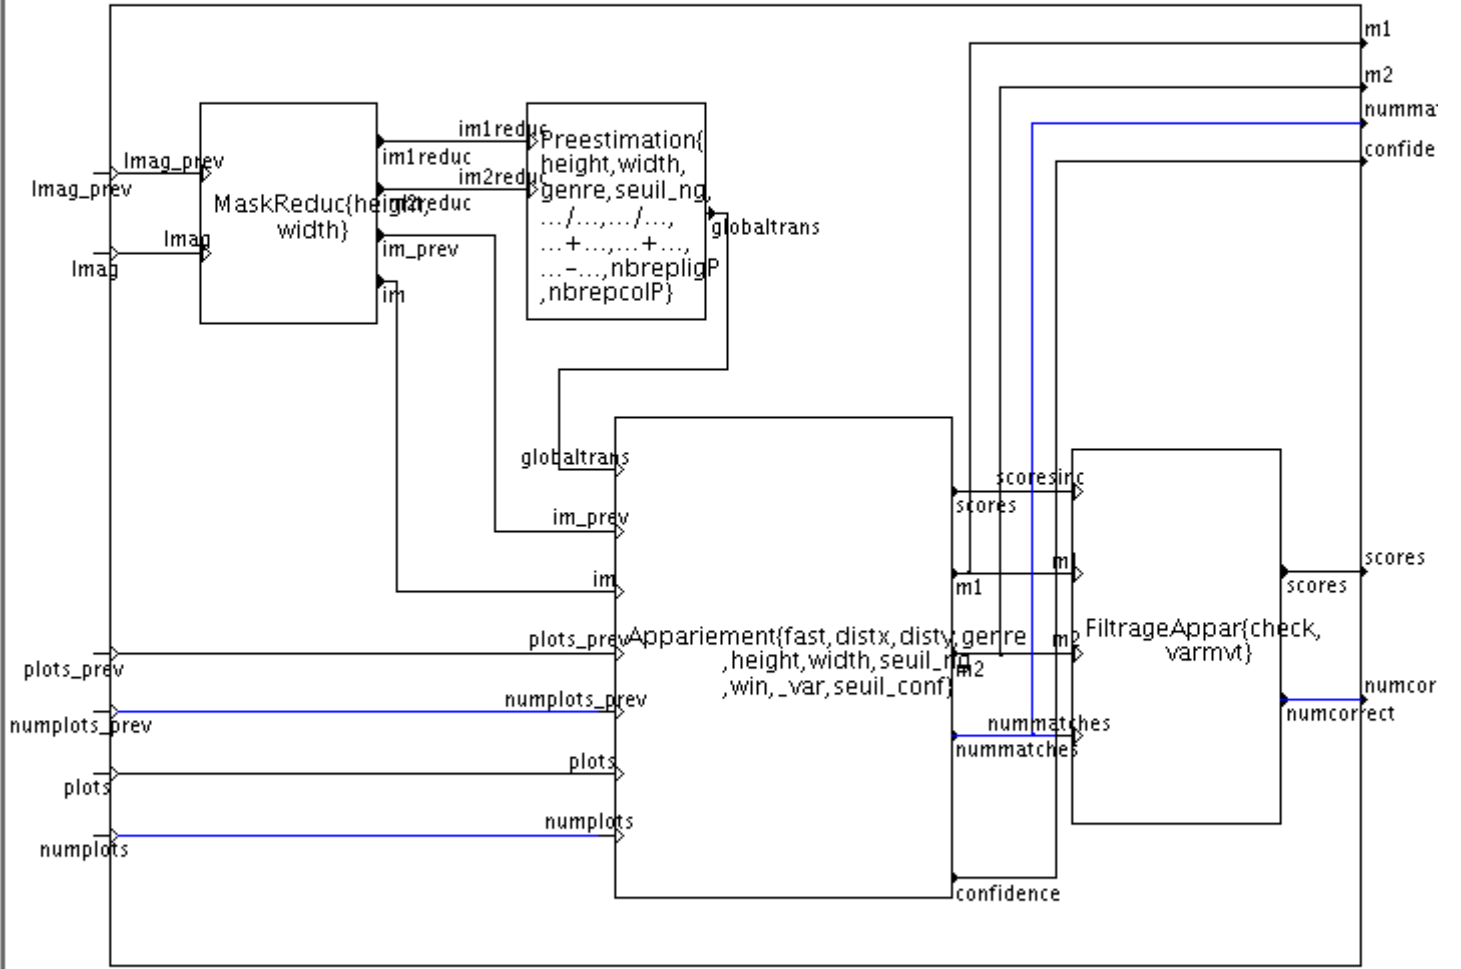 m1
m2
numma
confide
Imag_prev
Imag_prev
Imag
Imag
MaskReduc{height,
width}
im1reduc
im2reduc
im_prev
im
im1reduc
im2reduc
Preestimation{
height,width,
genre,seuil_ng,
.../...,.../...,
...+...,...+...,
...-...,nbrepligP
,nbrepcolP}
globaltrans
globaltrans
im_prev
im
plots_prev
plots_prev
numplots_prev
numplots_prev
plots
plots
numplots
numplots
Appariement{fast,distx,disty,genre
,height,width,seuil_ng
,win,_var,seuil_conf}
scores
m1
m2
nummatches
confidence
scoresinc
m1
m2
nummatches
FiltrageAppar{check,
varmvt}
scores
numcorrect
scores
numcor